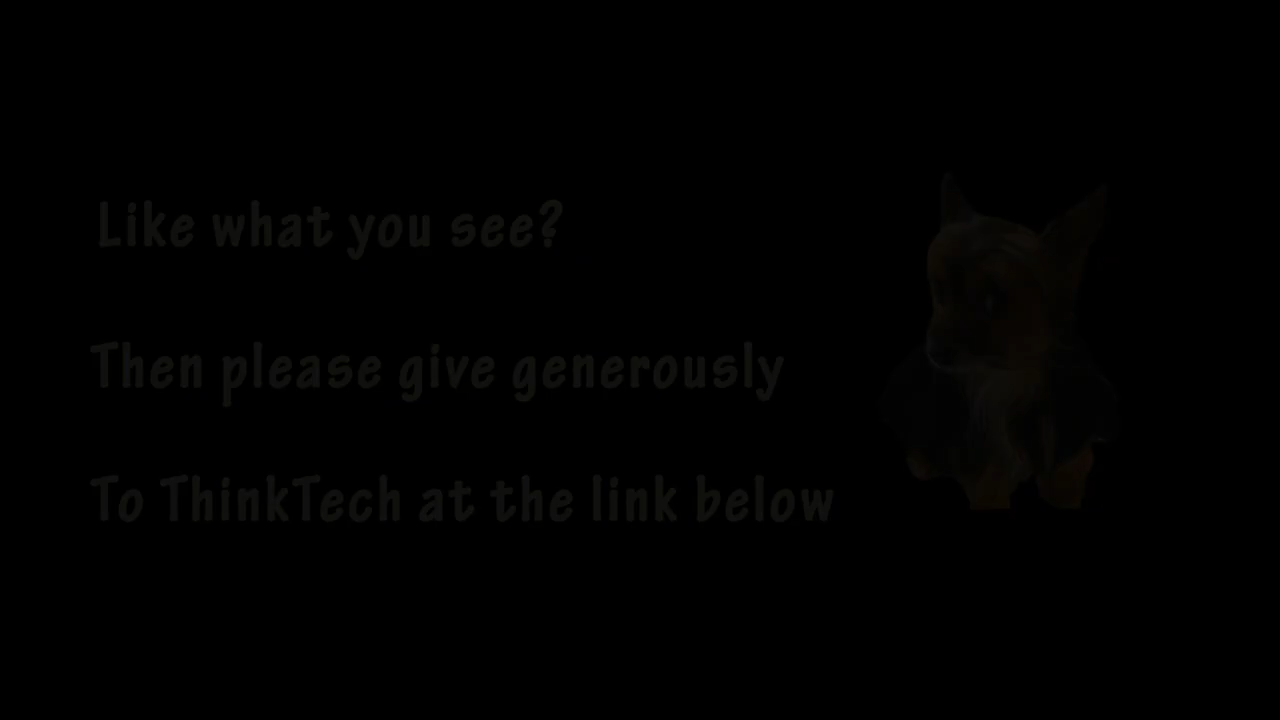 Like what you see?
Then please give generously
To ThinkTech at the link below